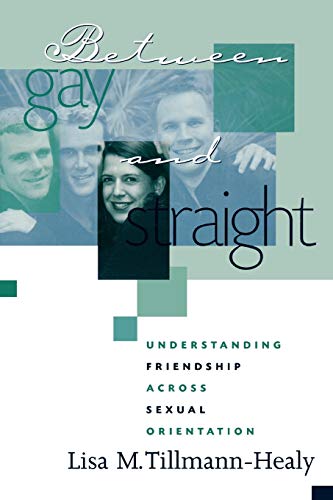 Between
gay
and
straight
UNDERSTANDING
FRIENDSHIP
ACROSS
SEXUAL
ORIENTATION
Lisa M. Tillmann-Healy